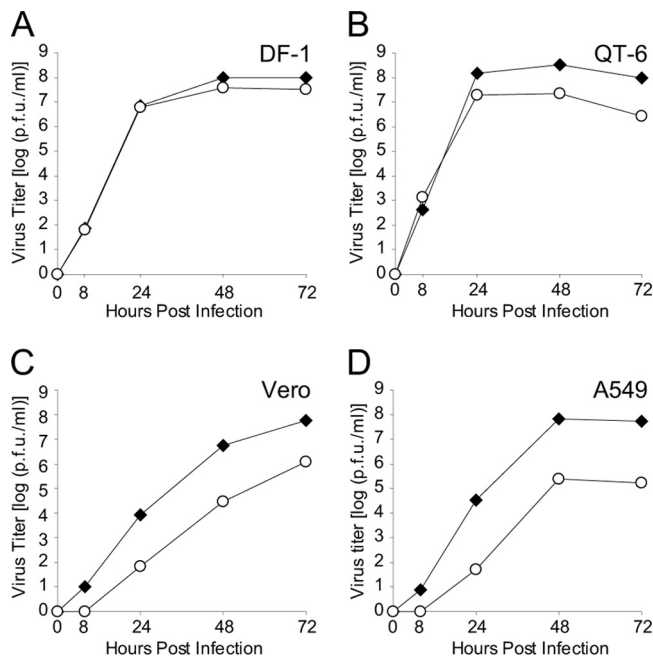 A
DF-1
Virus Titer [log (p.f.u./ml)]
9
8
7
6
5
4
3
2
1
0
0 8 24 48 72
Hours Post Infection
B
QT-6
Virus Titer [log (p.f.u./ml)]
9
8
7
6
5
4
3
2
1
0
0 8 24 48 72
Hours Post Infection
C
Vero
Virus Titer [log (p.f.u./ml)]
9
8
7
6
5
4
3
2
1
0
0 8 24 48 72
Hours Post Infection
D
A549
Virus titer [log (p.f.u./ml)]
9
8
7
6
5
4
3
2
1
0
0 8 24 48 72
Hours Post Infection